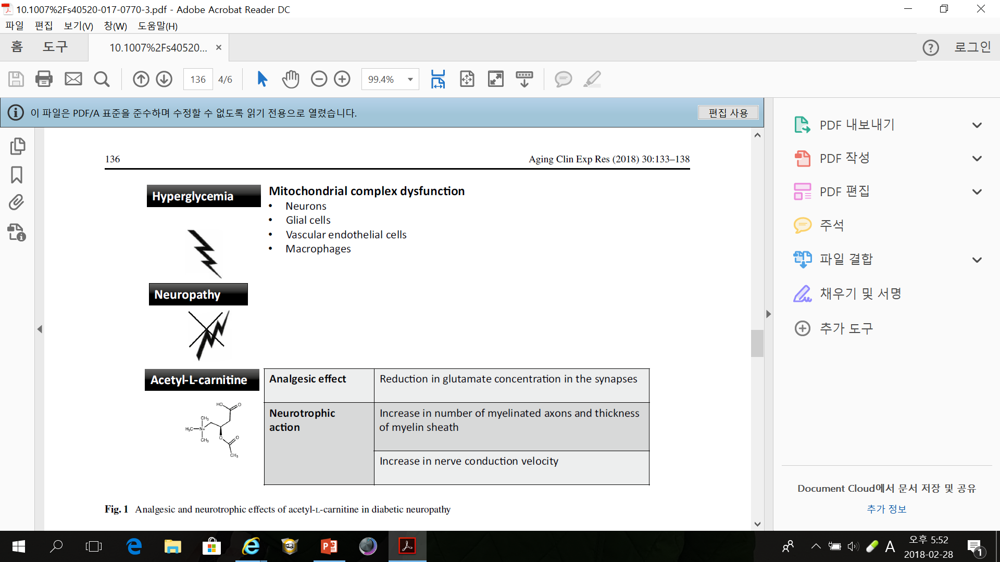 10.1007%2Fs40520-017-0770-3.pdf - Adobe Acrobat Reader DC
파일 편집 보기(V) 창(W) 도움말(H)
홈 도구 10.1007%2Fs40520... × ? 로그인
136 4/6 99.4%
이 파일은 PDF/A 표준을 준수하며 수정할 수 없도록 읽기 전용으로 열렸습니다. 편집 사용
136 Aging Clin Exp Res (2018) 30:133–138
Hyperglycemia
Mitochondrial complex dysfunction
• Neurons
• Glial cells
• Vascular endothelial cells
• Macrophages
Neuropathy
Acetyl-L-carnitine
HO O
CH3
H3C N+
CH3
O O
CH3
Analgesic effect Reduction in glutamate concentration in the synapses
Neurotrophic
action
Increase in number of myelinated axons and thickness
of myelin sheath
Increase in nerve conduction velocity
Fig. 1 Analgesic and neurotrophic effects of acetyl-L-carnitine in diabetic neuropathy
PDF 내보내기
PDF 작성
PDF 편집
주석
파일 결합
채우기 및 서명
추가 도구
Document Cloud에서 문서 저장 및 공유
추가 정보
A 오후 5:52
2018-02-28
1